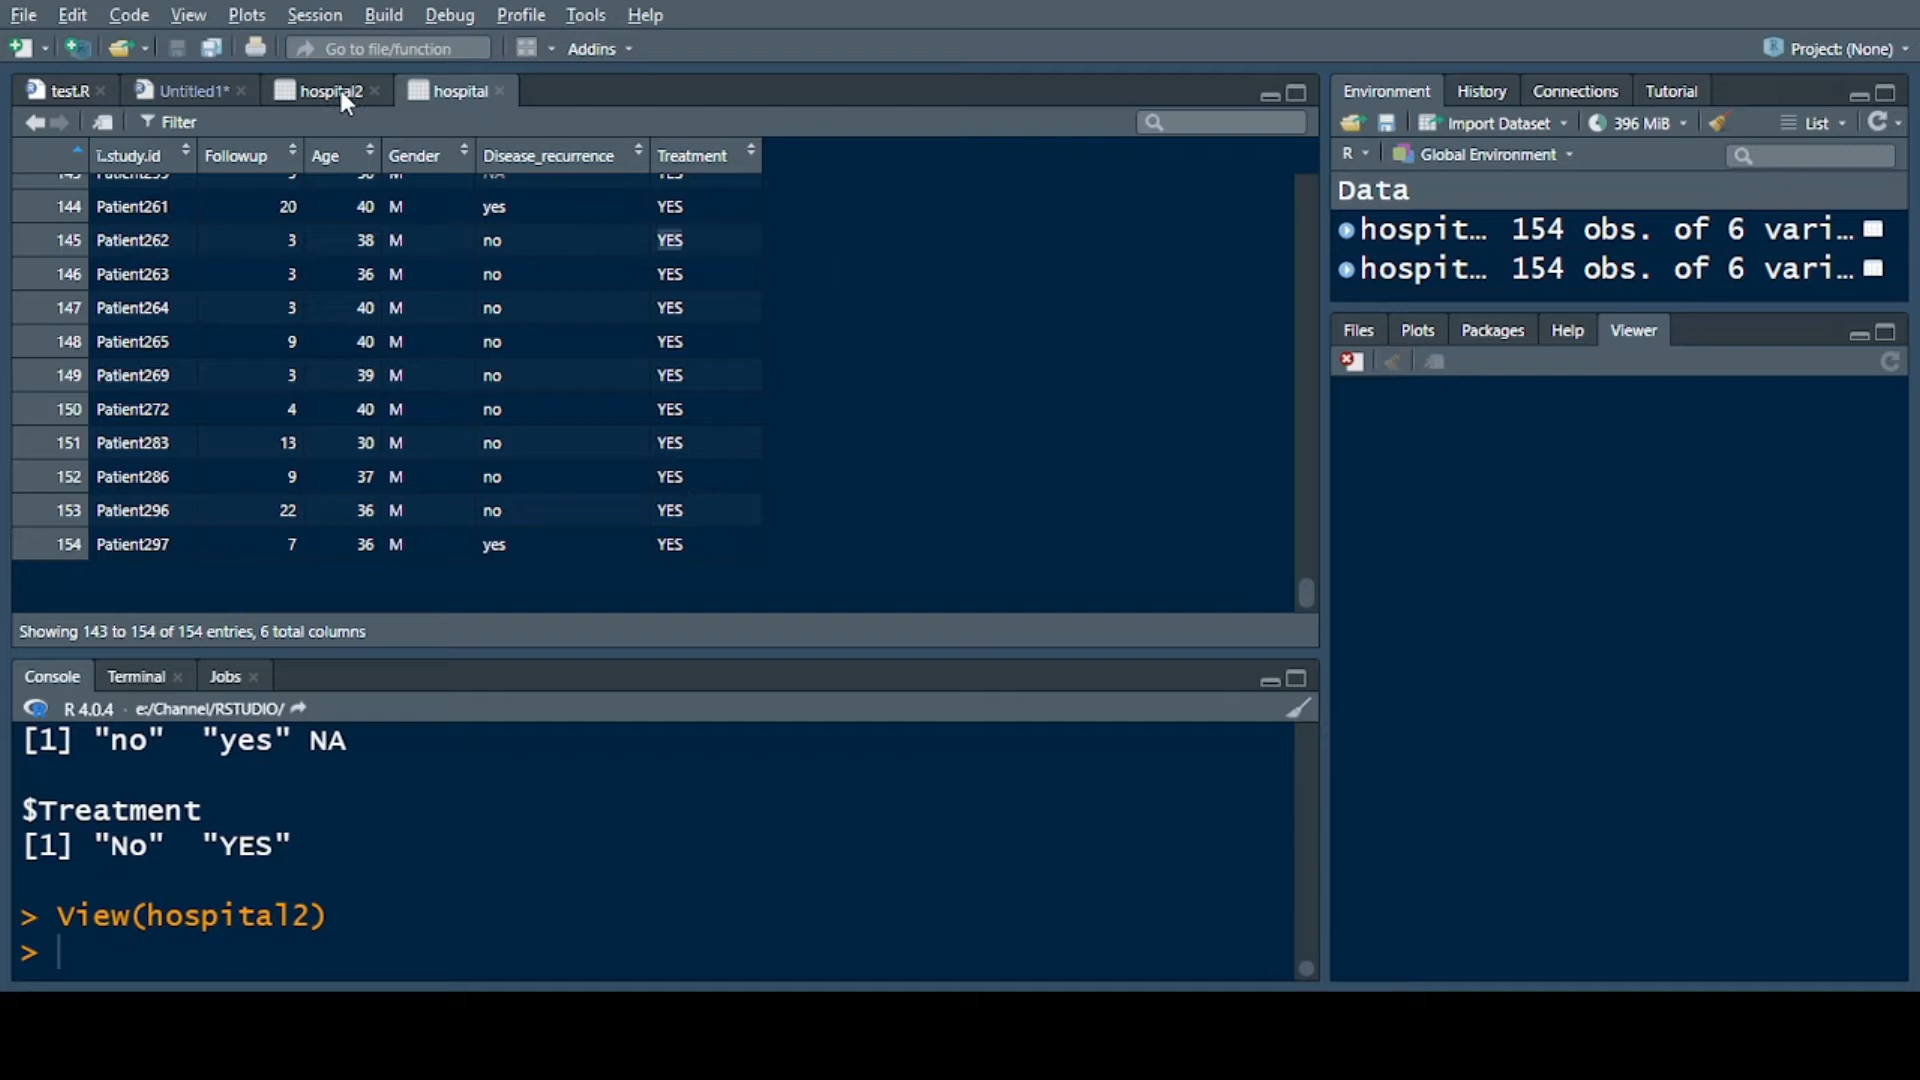 File Edit Code View Plots Session Build Debug Profile Tools Help
Go to file/function Addins Project: (None)
test.R Untitled1* hospital2 hospital
Filter
ï..study.id Followup Age Gender Disease_recurrence Treatment
144 Patient261 20 40 M yes YES
145 Patient262 3 38 M no YES
146 Patient263 3 36 M no YES
147 Patient264 3 40 M no YES
148 Patient265 9 40 M no YES
149 Patient269 3 39 M no YES
150 Patient272 4 40 M no YES
151 Patient283 13 30 M no YES
152 Patient286 9 37 M no YES
153 Patient296 22 36 M no YES
154 Patient297 7 36 M yes YES
Showing 143 to 154 of 154 entries, 6 total columns
Console Terminal Jobs
R 4.0.4 · e:/Channel/RSTUDIO/
[1] "no" "yes" NA
$Treatment
[1] "No" "YES"
> View(hospital2)
>
Environment History Connections Tutorial
Import Dataset 396 MiB List
R Global Environment
Data
hospit... 154 obs. of 6 vari...
hospit... 154 obs. of 6 vari...
Files Plots Packages Help Viewer